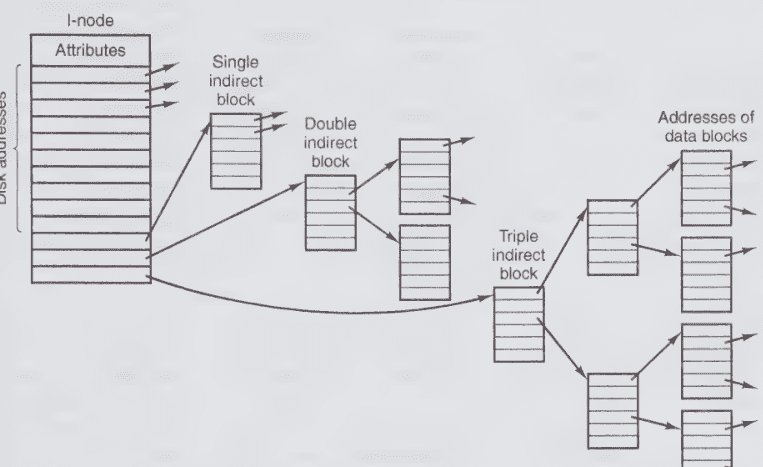 I-node
Attributes
Disk addresses
Single
indirect
block
Double
indirect
block
Triple
indirect
block
Addresses of
data blocks